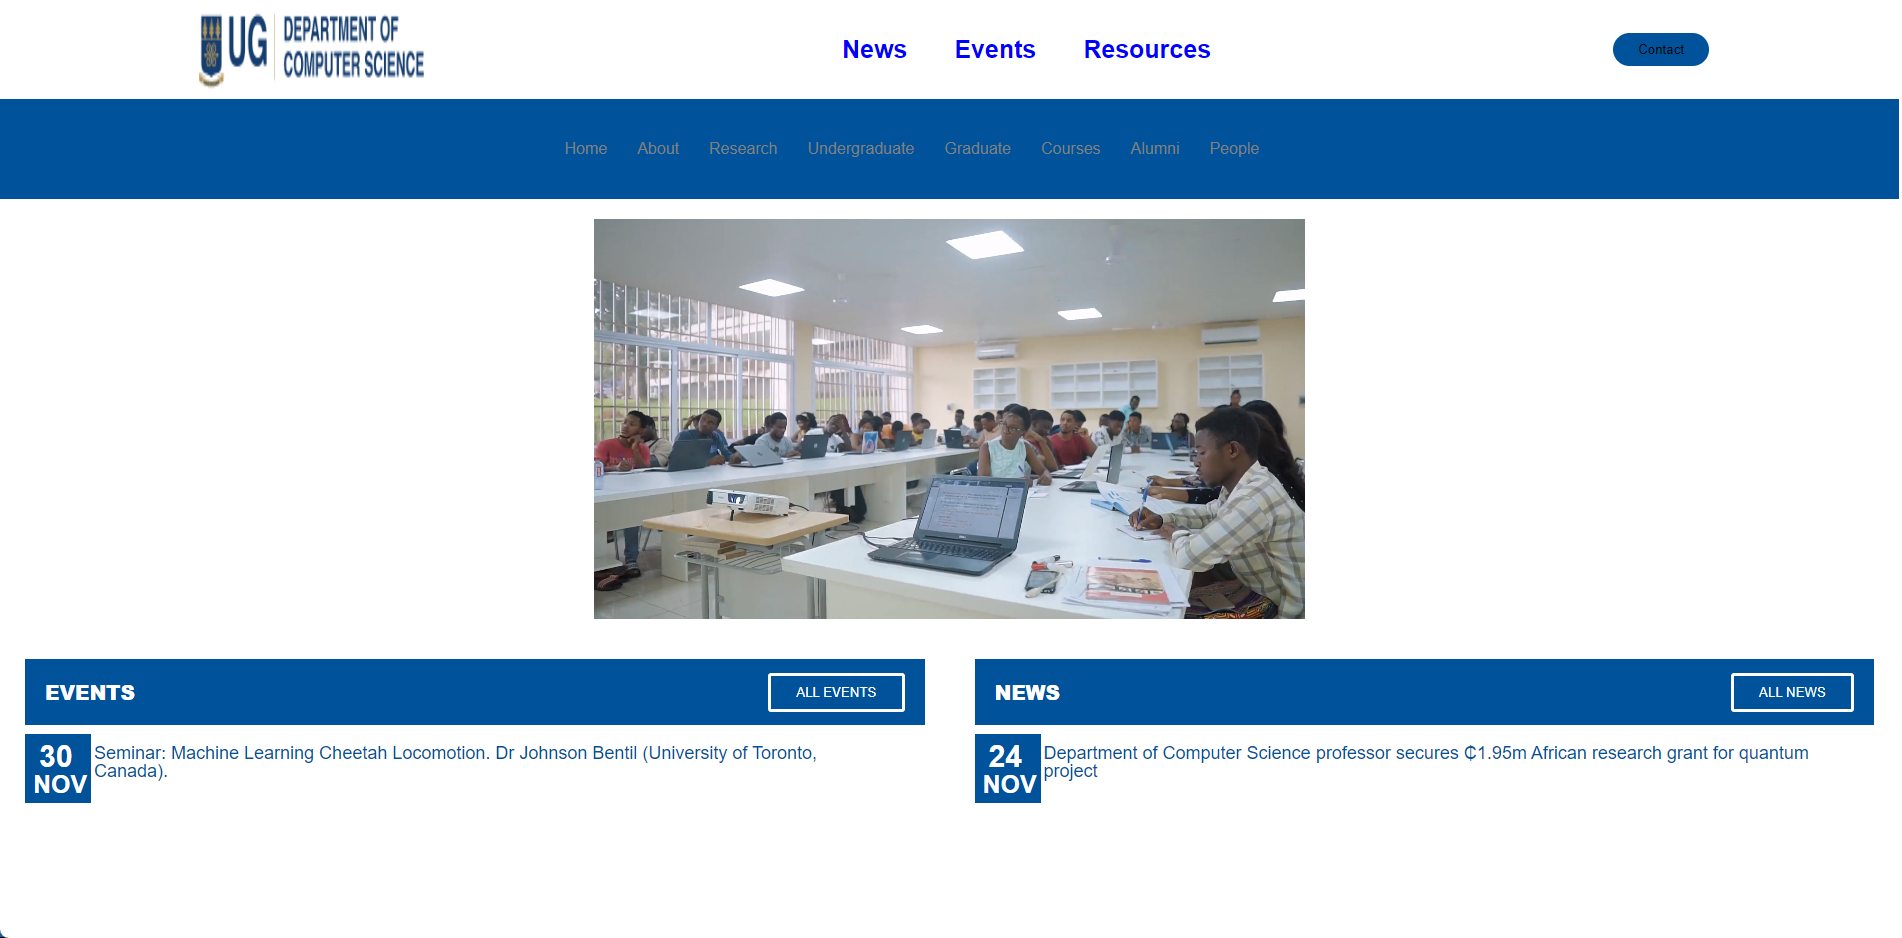 UG
DEPARTMENT OF
COMPUTER SCIENCE
News Events Resources
Contact
Home About Research Undergraduate Graduate Courses Alumni People
EVENTS
ALL EVENTS
30
NOV
Seminar: Machine Learning Cheetah Locomotion. Dr Johnson Bentil (University of Toronto,
Canada).
NEWS
ALL NEWS
24
NOV
Department of Computer Science professor secures ₵1.95m African research grant for quantum
project